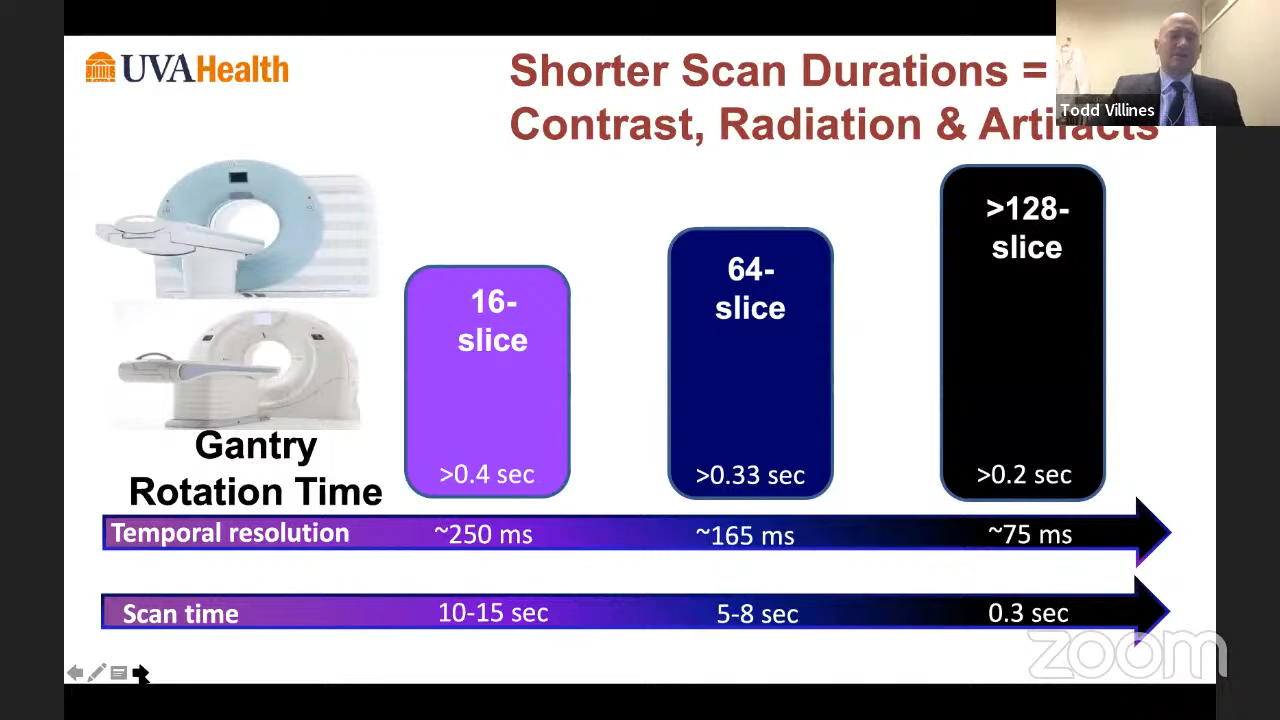 UVAHealth
Shorter Scan Durations =
Contrast, Radiation & Artifacts
Todd Villines
16-
slice
64-
slice
>128-
slice
Gantry
Rotation Time
>0.4 sec
>0.33 sec
>0.2 sec
Temporal resolution
~250 ms
~165 ms
~75 ms
Scan time
10-15 sec
5-8 sec
0.3 sec
zoom